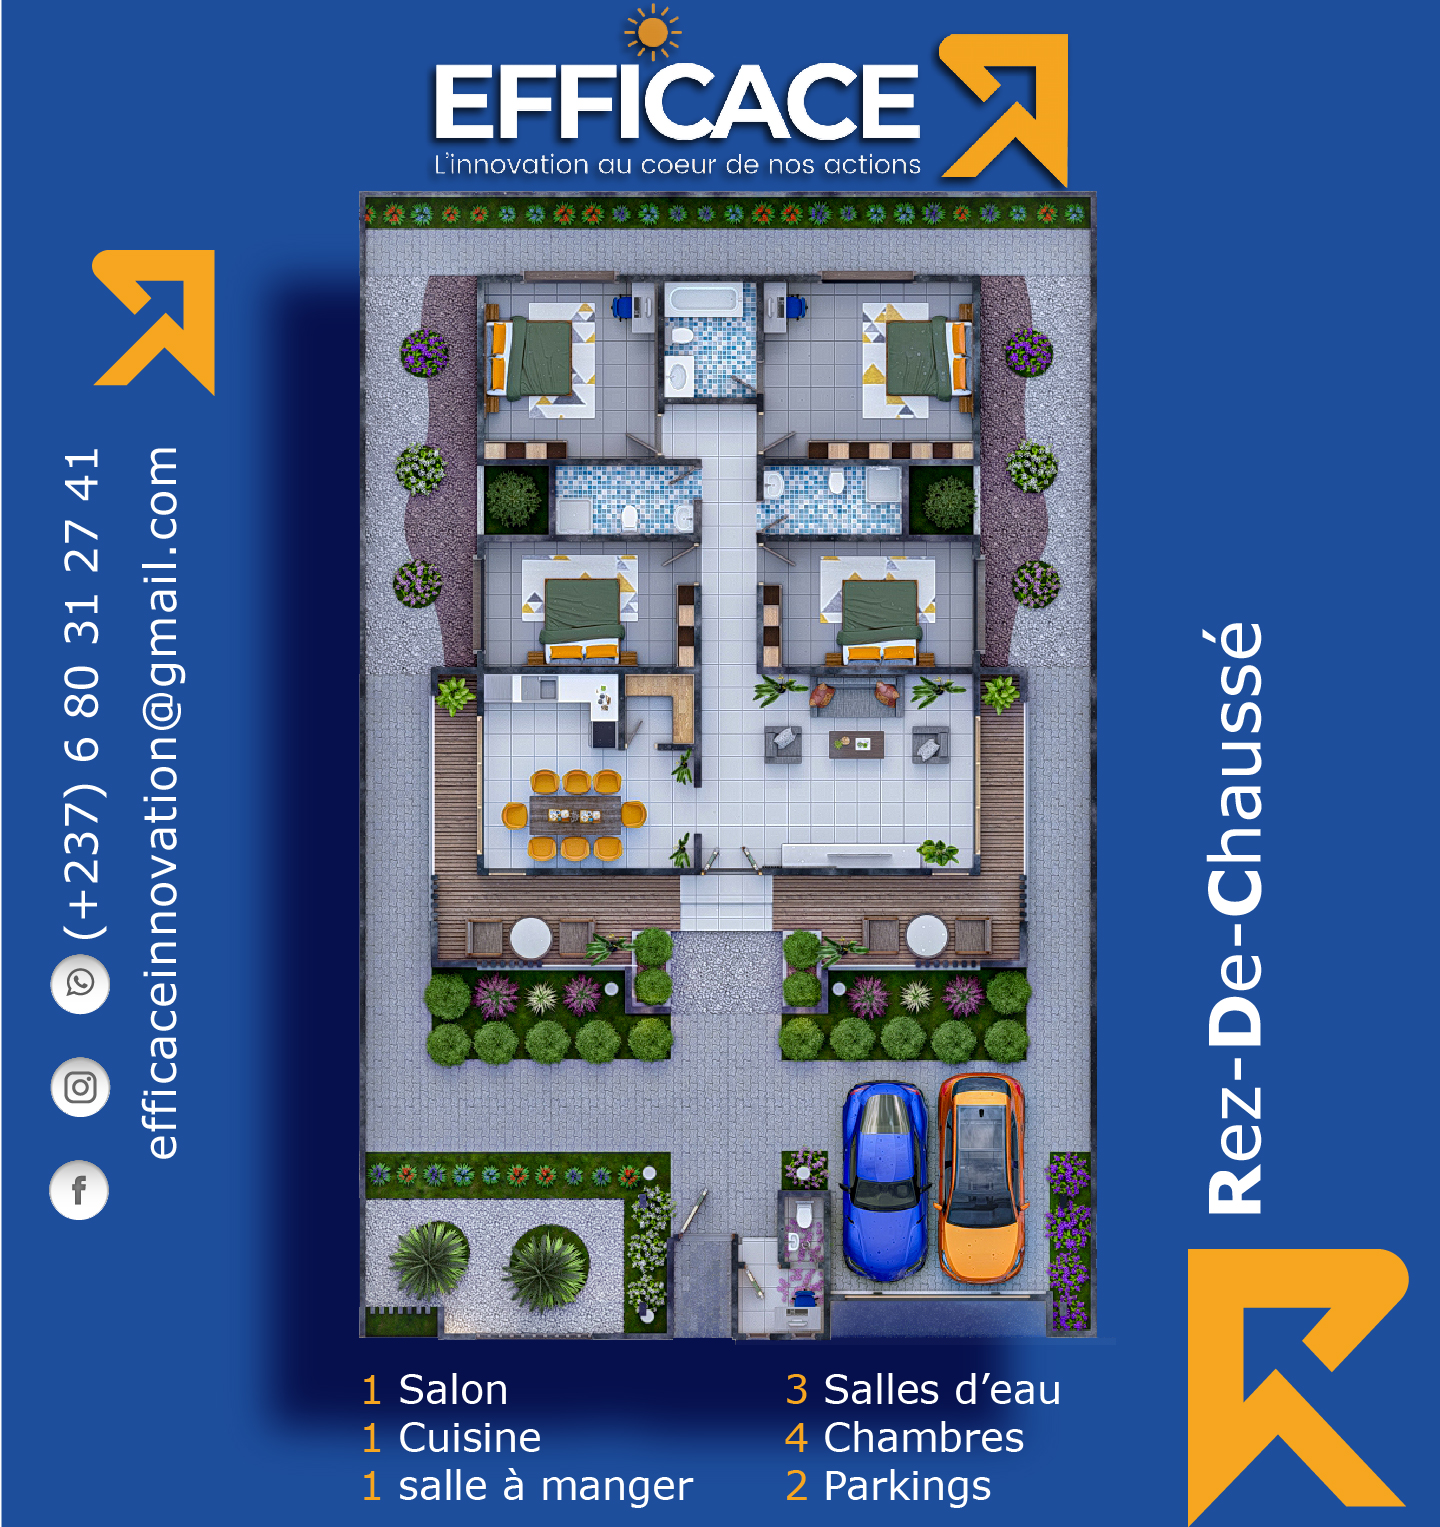 EFFICACE
L'innovation au coeur de nos actions
(+237) 6 80 31 27 41
efficaceinnovation@gmail.com
Rez-De-Chaussé
1 Salon
1 Cuisine
1 salle à manger
3 Salles d’eau
4 Chambres
2 Parkings